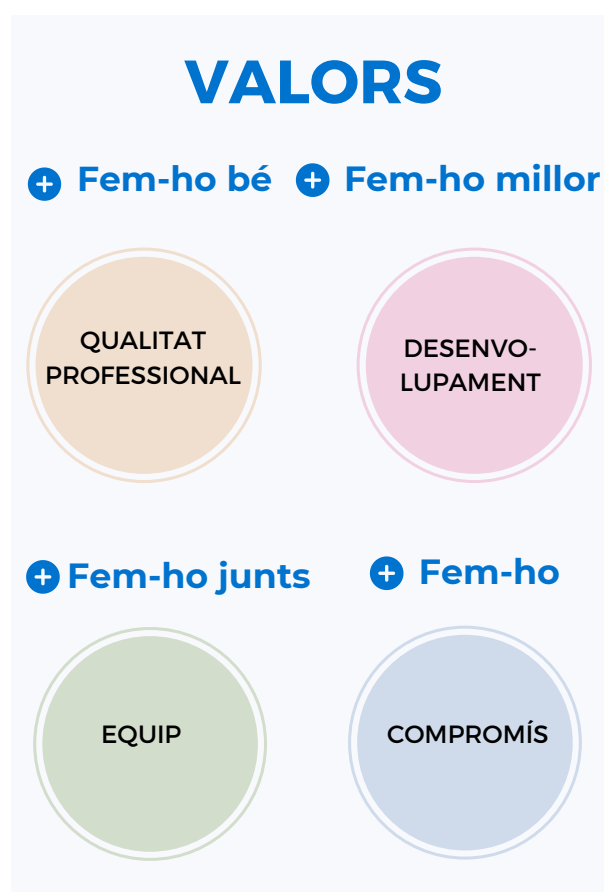 VALORS
Fem-ho bé
Fem-ho millor
QUALITAT
PROFESSIONAL
DESENVO-
LUPAMENT
Fem-ho junts
Fem-ho
EQUIP
COMPROMÍS